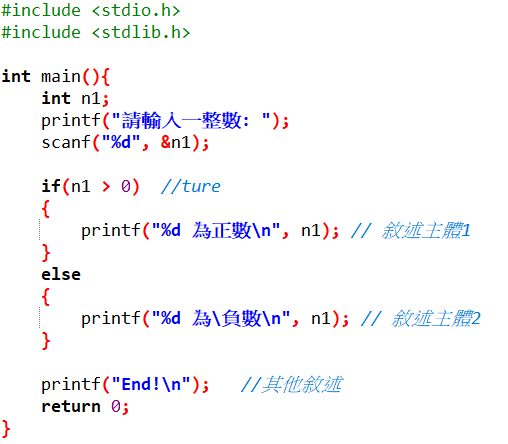 #include <stdio.h>
#include <stdlib.h>
int main(){
int n1;
printf("請輸入一整數: ");
scanf("%d", &n1);
if(n1 > 0) //ture
{
printf("%d 為正數\n", n1); // 敘述主體1
}
else
{
printf("%d 為\負數\n", n1); // 敘述主體2
}
printf("End!\n"); //其他敘述
return 0;
}